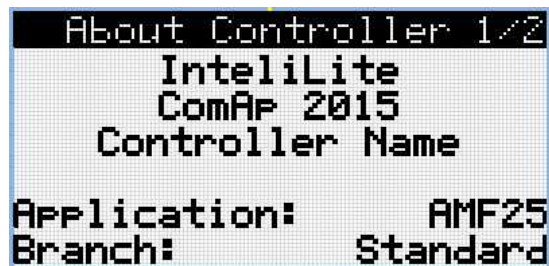 About Controller 1/2
InteliLite
ComAp 2015
Controller Name
Application: AMF25
Branch: Standard